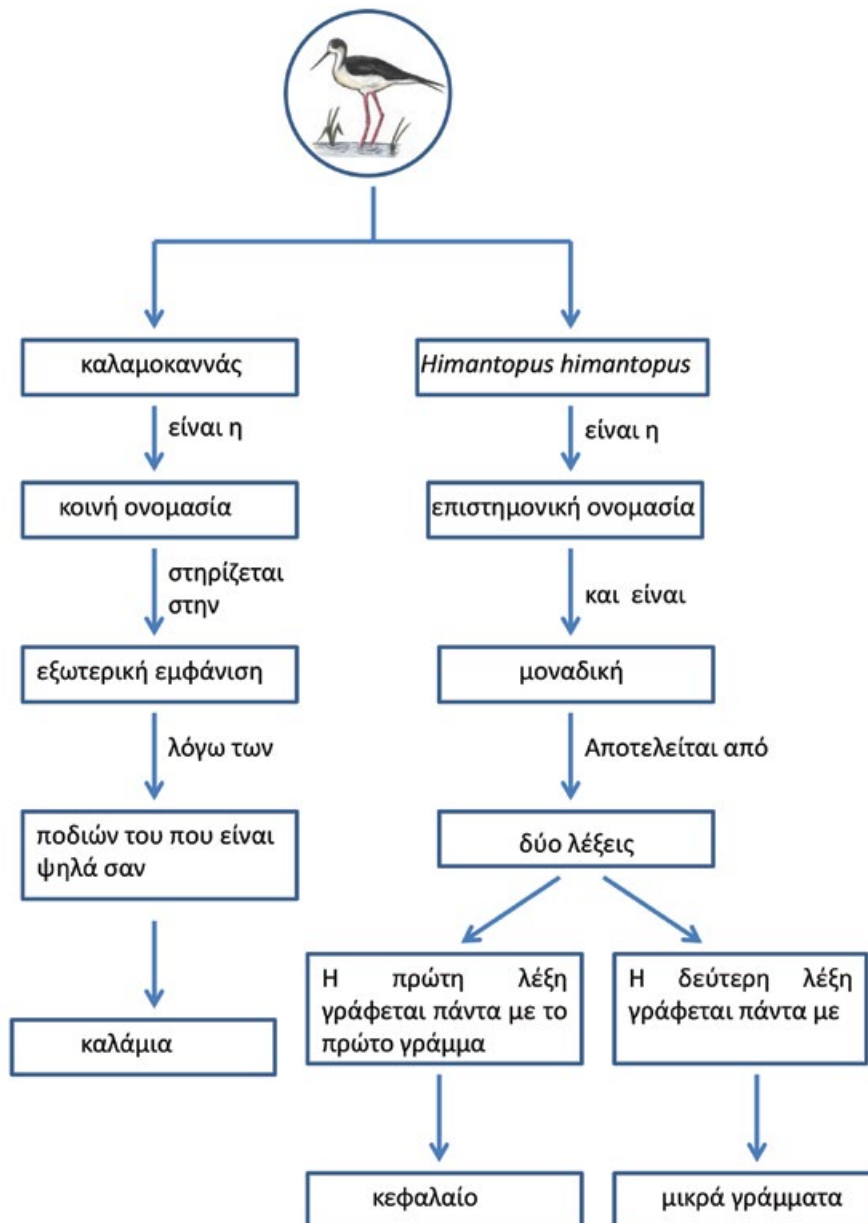 καλαμοκαννάς
Himantopus himantopus
είναι η
είναι η
κοινή ονομασία
επιστημονική ονομασία
στηρίζεται
στην
και είναι
εξωτερική εμφάνιση
μοναδική
λόγω των
Αποτελείται από
ποδιών του που είναι
ψηλά σαν
δύο λέξεις
Η πρώτη λέξη
γράφεται πάντα με το
πρώτο γράμμα
Η δεύτερη λέξη
γράφεται πάντα με
καλάμια
κεφαλαίο
μικρά γράμματα